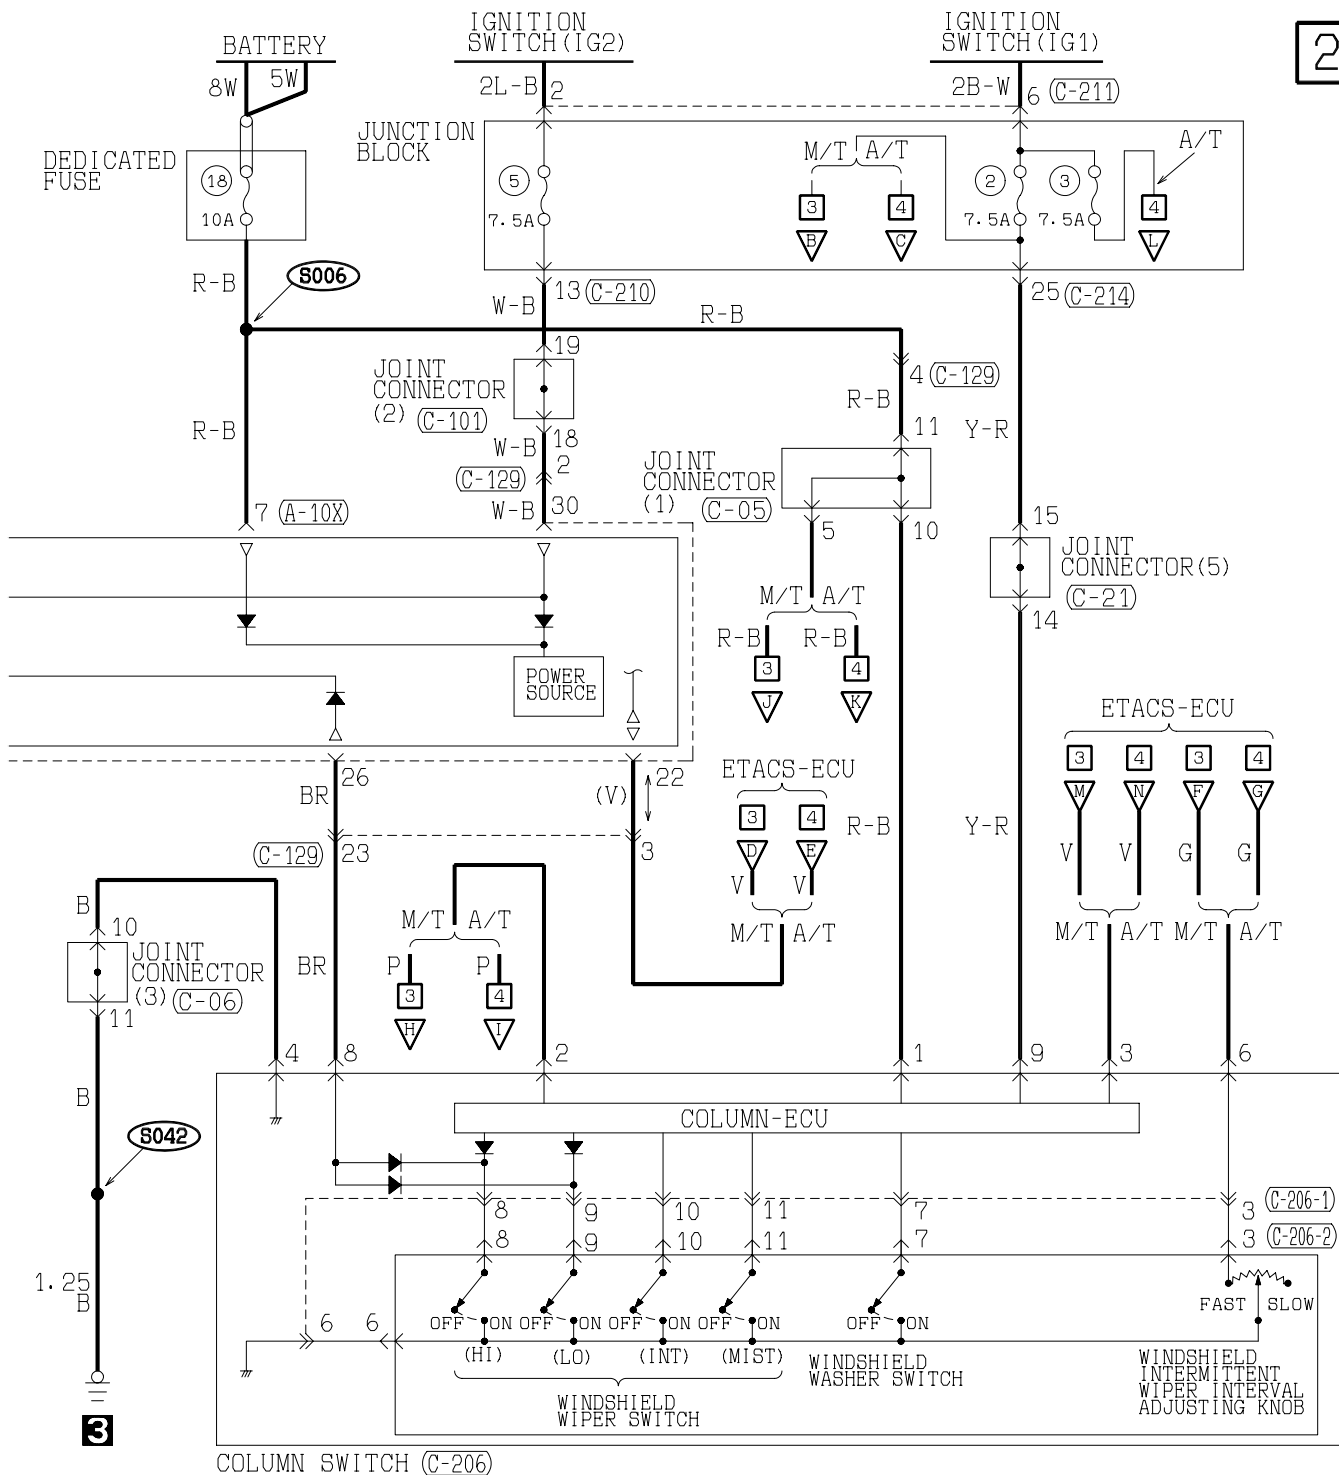 IGNITION
SWITCH(IG2)
IGNITION
SWITCH(IG1)
2
BATTERY
8W
5W
2L-B
2
2B-W
6
(C-211)
JUNCTION
BLOCK
DEDICATED
FUSE
18
10A
5
7.5A
M/T
A/T
3
4
B
C
2
7.5A
3
7.5A
A/T
4
L
R-B
S006
13
(C-210)
25
(C-214)
W-B
R-B
19
JOINT
CONNECTOR
(2)
(C-101)
4
(C-129)
R-B
R-B
18
W-B
2
(C-129)
W-B
30
11
Y-R
JOINT
CONNECTOR
(1)
(C-05)
5
10
7
(A-10X)
15
JOINT
CONNECTOR(5)
(C-21)
14
M/T
A/T
R-B
R-B
3
4
J
K
POWER
SOURCE
ETACS-ECU
3
4
3
4
M
N
F
G
26
22
BR
(V)
ETACS-ECU
3
4
D
E
V
V
M/T
A/T
R-B
Y-R
V
V
G
G
M/T
A/T
M/T
A/T
(C-129)
23
3
B
10
JOINT
CONNECTOR
(3)
(C-06)
11
BR
M/T
A/T
P
P
3
4
H
I
4
8
2
1
9
3
6
B
S042
COLUMN-ECU
8
9
10
11
7
3
(C-206-1)
8
9
10
11
7
3
(C-206-2)
1.25
B
FAST
SLOW
6
6
OFF
ON
OFF
ON
OFF
ON
OFF
ON
OFF
ON
(HI)
(LO)
(INT)
(MIST)
WINDSHIELD
WASHER SWITCH
WINDSHIELD
INTERMITTENT
WIPER INTERVAL
ADJUSTING KNOB
WINDSHIELD
WIPER SWITCH
3
COLUMN SWITCH
(C-206)